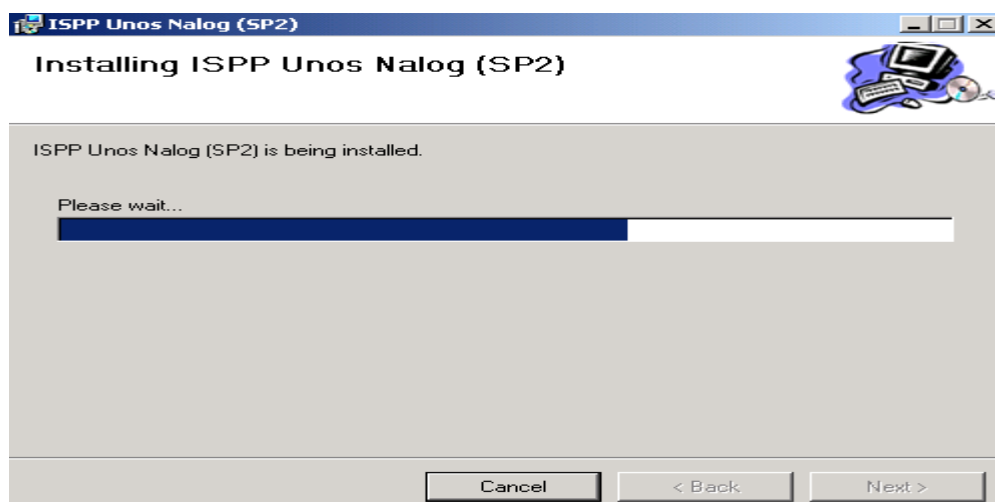 ISPP Unos Nalog (SP2)
Installing ISPP Unos Nalog (SP2)
ISPP Unos Nalog (SP2) is being installed.
Please wait...
Cancel < Back Next >